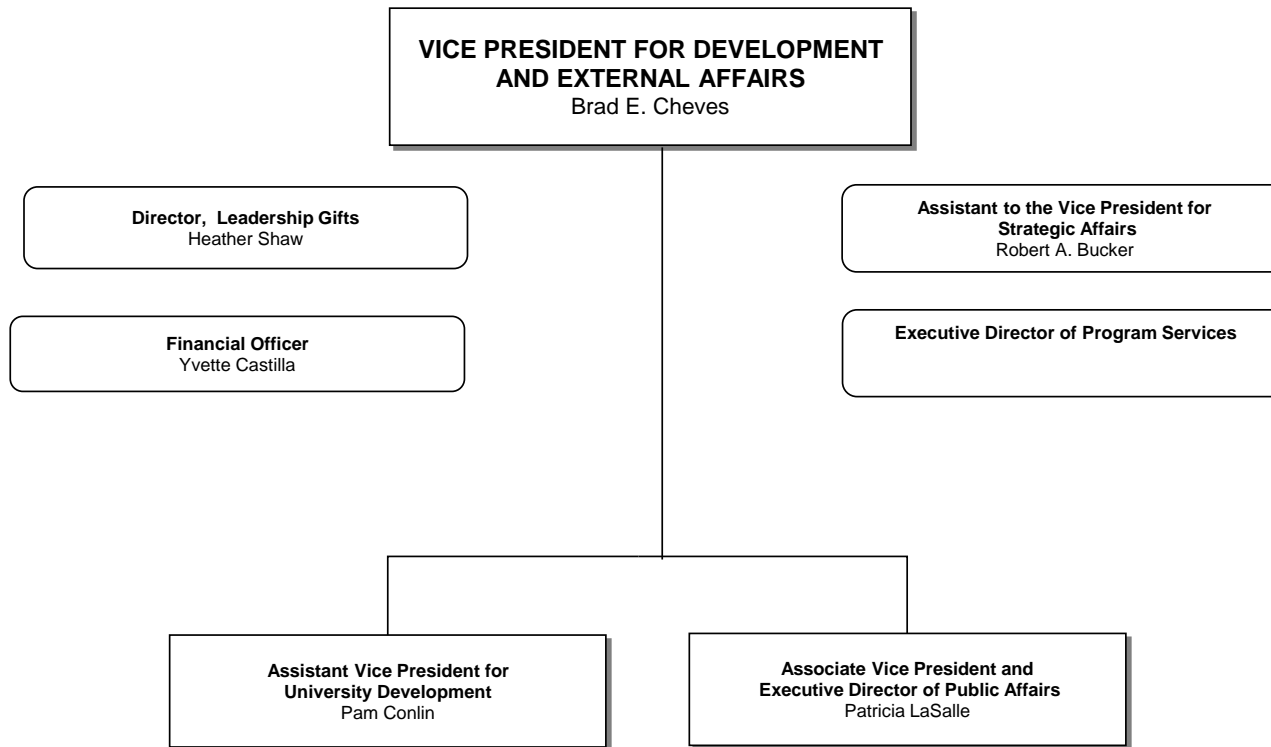 VICE PRESIDENT FOR DEVELOPMENT
AND EXTERNAL AFFAIRS
Brad E. Cheves
Director, Leadership Gifts
Heather Shaw
Assistant to the Vice President for
Strategic Affairs
Robert A. Bucker
Financial Officer
Yvette Castilla
Executive Director of Program Services
Assistant Vice President for
University Development
Pam Conlin
Associate Vice President and
Executive Director of Public Affairs
Patricia LaSalle